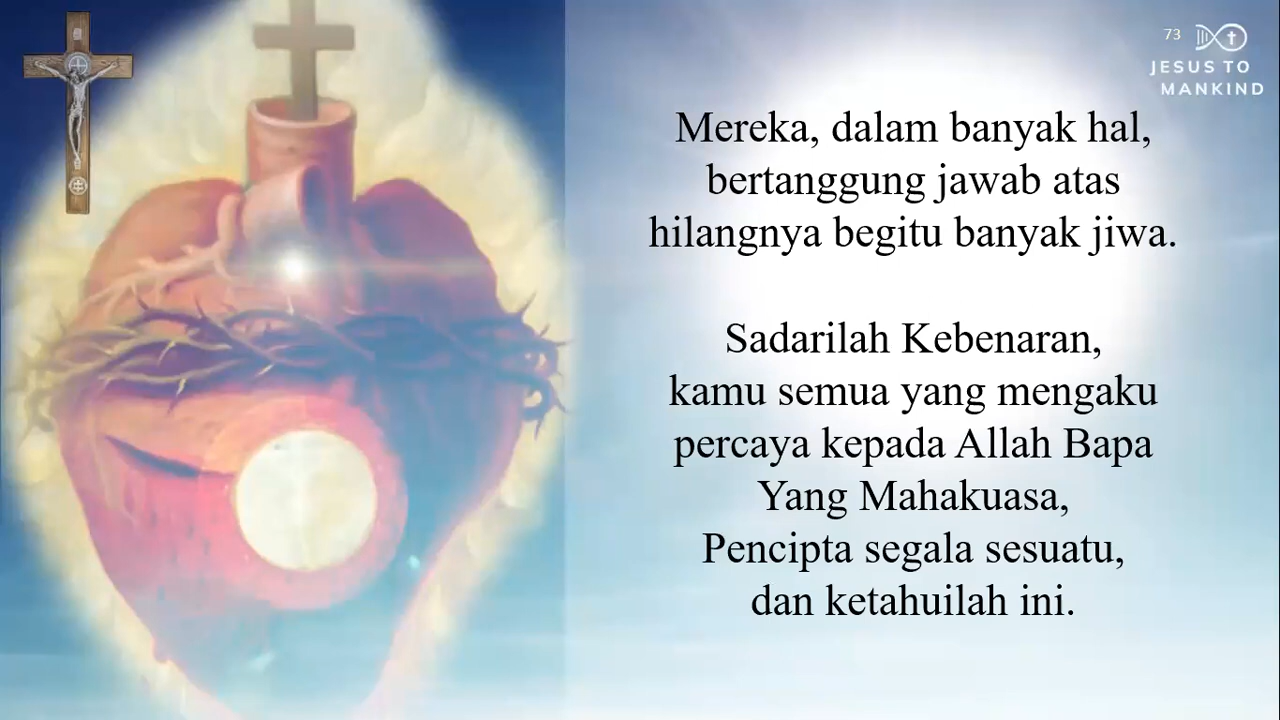 73
JESUS TO
MANKIND
Mereka, dalam banyak hal,
bertanggung jawab atas
hilangnya begitu banyak jiwa.
Sadarilah Kebenaran,
kamu semua yang mengaku
percaya kepada Allah Bapa
Yang Mahakuasa,
Pencipta segala sesuatu,
dan ketahuilah ini.